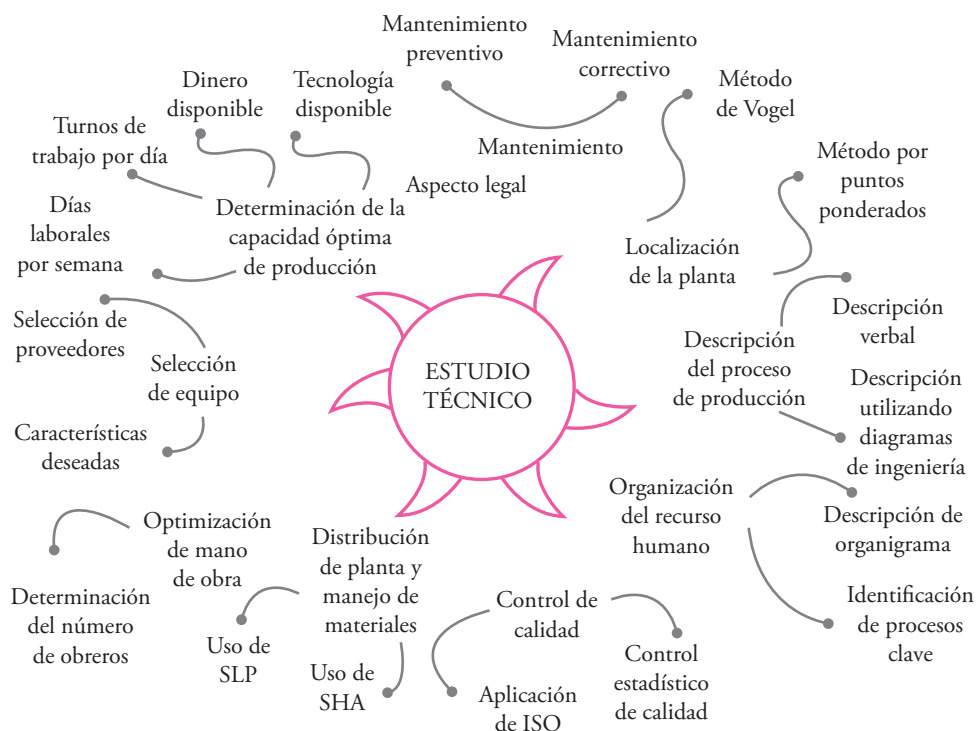 Mantenimiento
preventivo
Mantenimiento
correctivo
Mantenimiento
Método
de Vogel
Dinero
disponible
Tecnología
disponible
Turnos de
trabajo por día
Días
laborales
por semana
Determinación de la
capacidad óptima
de producción
Aspecto legal
Localización
de la planta
Método por
puntos
ponderados
Selección de
proveedores
Selección
de equipo
Características
deseadas
ESTUDIO
TÉCNICO
Descripción
del proceso
de producción
Descripción
verbal
Descripción
utilizando
diagramas
de ingeniería
Organización
del recurso
humano
Descripción de
organigrama
Identificación
de procesos
clave
Optimización
de mano
de obra
Determinación
del número
de obreros
Distribución
de planta y
manejo de
materiales
Uso de
SLP
Uso de
SHA
Control de
calidad
Aplicación
de ISO
Control
estadístico
de calidad